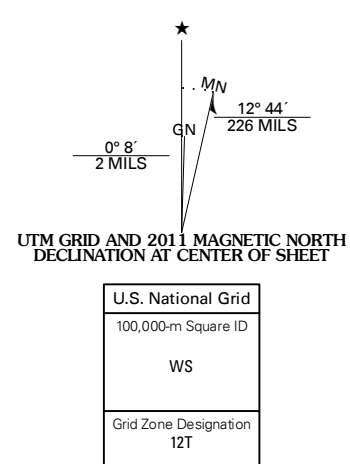 ★
MN
12° 44´
226 MILS
GN
0° 8´
2 MILS
UTM GRID AND 2011 MAGNETIC NORTH
DECLINATION AT CENTER OF SHEET
U.S. National Grid
100,000-m Square ID
WS
Grid Zone Designation
12T